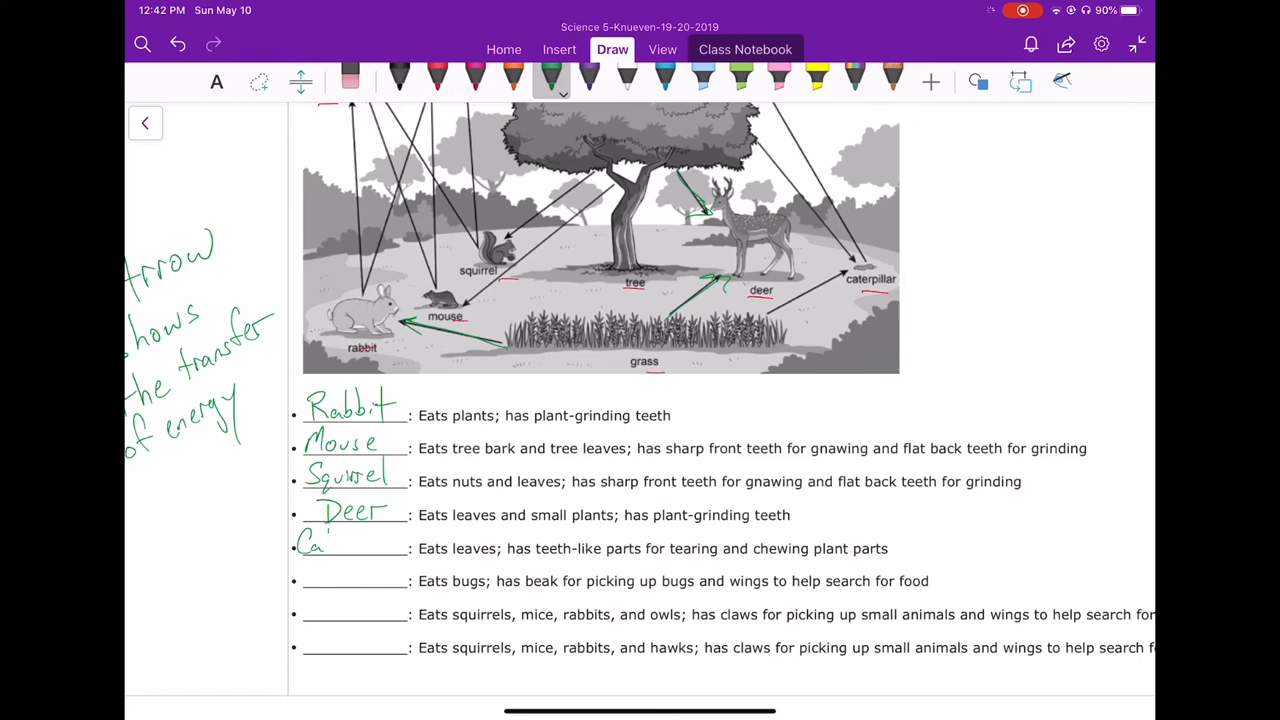 12:42 PM Sun May 10
90%
Science 5-Knueven-19-20-2019
Home Insert Draw View Class Notebook
A
squirrel
tree
deer
caterpillar
mouse
rabbit
grass
Arrow
shows
the transfer
of energy
• Rabbit: Eats plants; has plant-grinding teeth
• Mouse: Eats tree bark and tree leaves; has sharp front teeth for gnawing and flat back teeth for grinding
• Squirrel: Eats nuts and leaves; has sharp front teeth for gnawing and flat back teeth for grinding
• Deer: Eats leaves and small plants; has plant-grinding teeth
• Ca: Eats leaves; has teeth-like parts for tearing and chewing plant parts
• ____________: Eats bugs; has beak for picking up bugs and wings to help search for food
• ____________: Eats squirrels, mice, rabbits, and owls; has claws for picking up small animals and wings to help search for
• ____________: Eats squirrels, mice, rabbits, and hawks; has claws for picking up small animals and wings to help search f